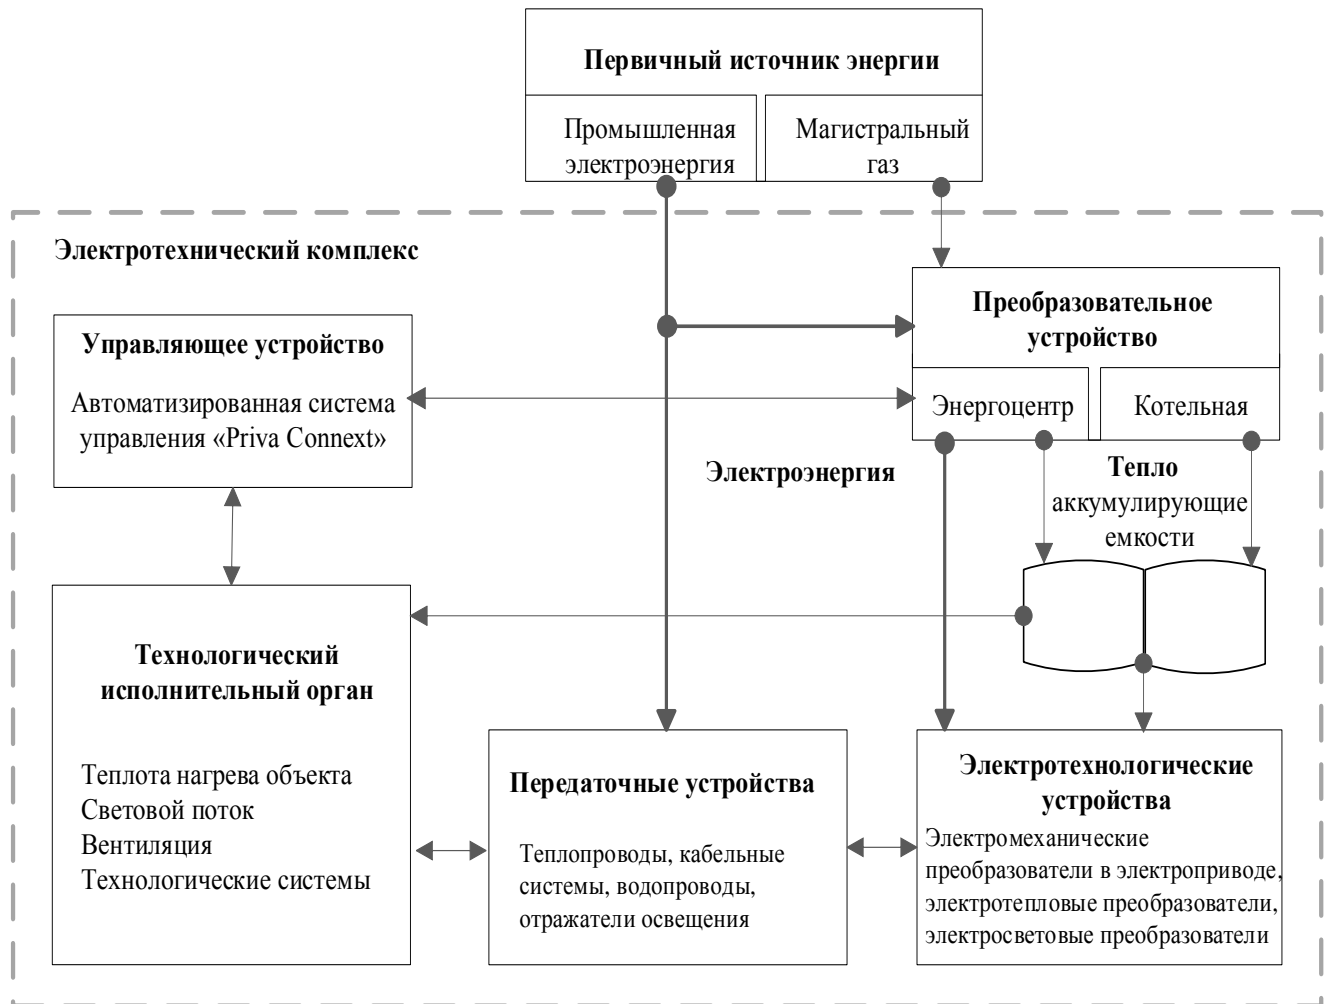 Первичный источник энергии
Промышленная
электроэнергия
Магистральный
газ
Электротехнический комплекс
Преобразовательное
устройство
Энергоцентр
Котельная
Управляющее устройство
Автоматизированная система
управления «Priva Connext»
Электроэнергия
Тепло
аккумулирующие
емкости
Технологический
исполнительный орган
Теплота нагрева объекта
Световой поток
Вентиляция
Технологические системы
Передаточные устройства
Теплопроводы, кабельные
системы, водопроводы,
отражатели освещения
Электротехнологические
устройства
Электромеханические
преобразователи в электроприводе,
электротепловые преобразователи,
электросветовые преобразователи